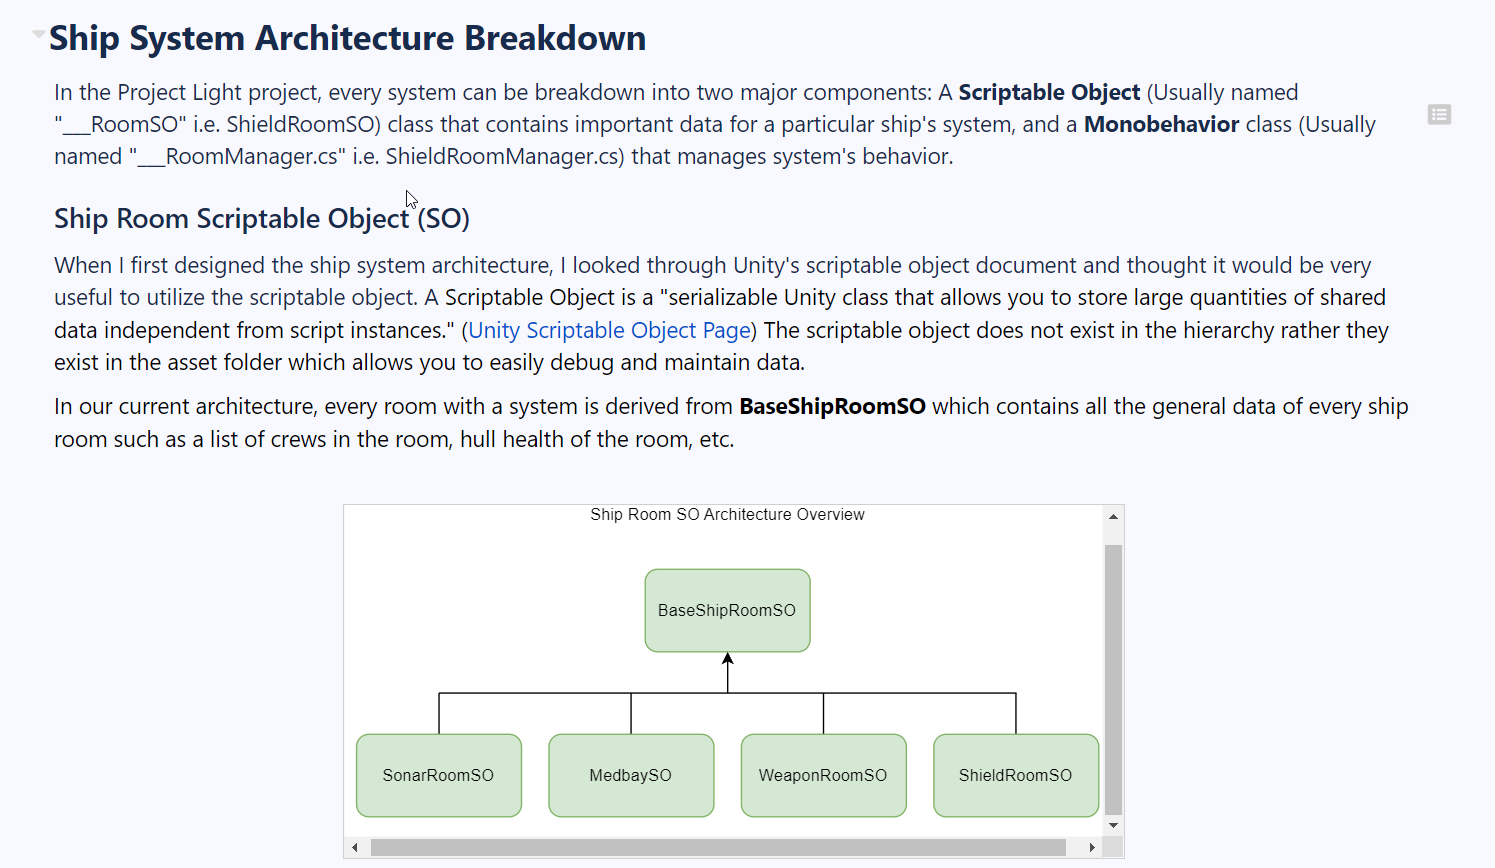 Ship System Architecture Breakdown
In the Project Light project, every system can be breakdown into two major components: A Scriptable Object (Usually named
"___RoomSO" i.e. ShieldRoomSO) class that contains important data for a particular ship's system, and a Monobehavior class (Usually
named "___RoomManager.cs" i.e. ShieldRoomManager.cs) that manages system's behavior.
Ship Room Scriptable Object (SO)
When I first designed the ship system architecture, I looked through Unity's scriptable object document and thought it would be very
useful to utilize the scriptable object. A Scriptable Object is a "serializable Unity class that allows you to store large quantities of shared
data independent from script instances." (Unity Scriptable Object Page) The scriptable object does not exist in the hierarchy rather they
exist in the asset folder which allows you to easily debug and maintain data.
In our current architecture, every room with a system is derived from BaseShipRoomSO which contains all the general data of every ship
room such as a list of crews in the room, hull health of the room, etc.
Ship Room SO Architecture Overview
BaseShipRoomSO
SonarRoomSO
MedbaySO
WeaponRoomSO
ShieldRoomSO